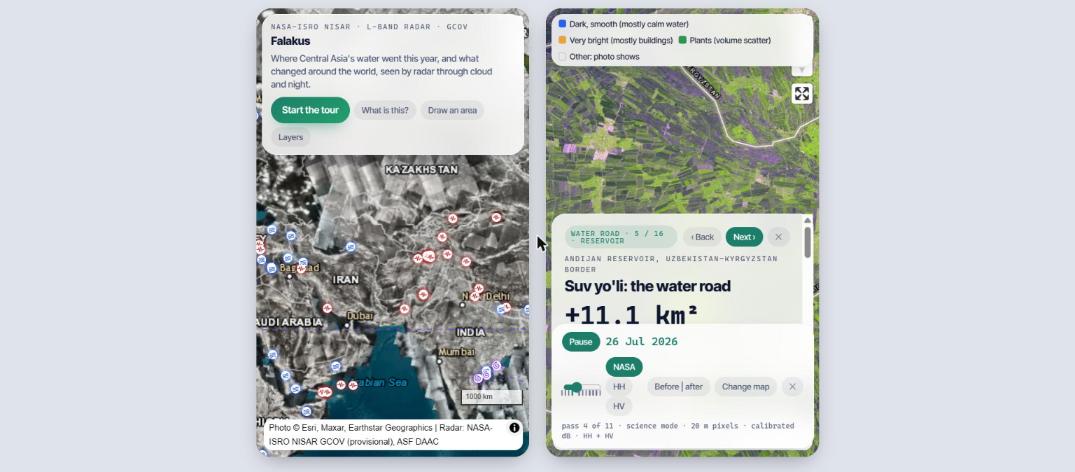 NASA-ISRO NISAR · L-BAND RADAR · GCOV
Falakus
Where Central Asia's water went this year, and what
changed around the world, seen by radar through cloud
and night.
Start the tour
What is this?
Draw an area
Layers
KAZAKHSTAN
Baghdad
IRAN
New Delhi
Dubai
SAUDI ARABIA
INDIA
Mumbai
Arabian Sea
1000 km
Photo © Esri, Maxar, Earthstar Geographics | Radar: NASA-
ISRO NISAR GCOV (provisional), ASF DAAC
Dark, smooth (mostly calm water)
Very bright (mostly buildings)
Plants (volume scatter)
Other: photo shows
WATER ROAD · 5 / 16
· RESERVOIR
‹ Back
Next ›
×
ANDIJAN RESERVOIR, UZBEKISTAN-KYRGYZSTAN
BORDER
Suv yo'li: the water road
+11.1 km²
Pause
26 Jul 2026
NASA
HH
HV
Before | after
Change map
×
pass 4 of 11 · science mode · 20 m pixels · calibrated
dB · HH + HV